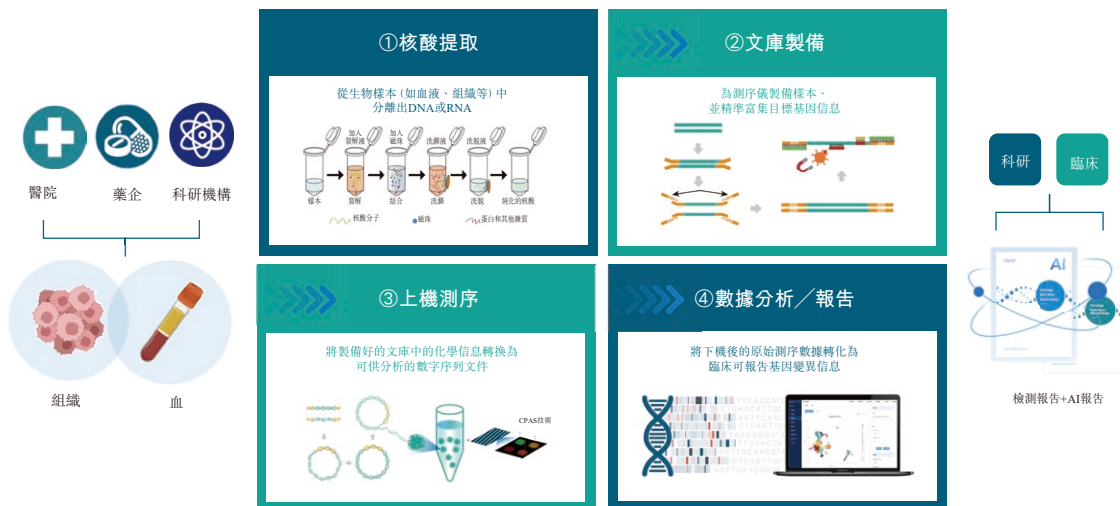 醫院
藥企
科研機構
組織
血
①核酸提取
從生物樣本(如血液、組織等)中
分離出DNA或RNA
加入
裂解液
加入
磁珠
洗滌液
洗脫液
樣本
裂解
結合
洗滌
洗脫
純化的核酸
核酸分子
磁珠
蛋白和其他雜質
②文庫製備
為測序儀製備樣本、
並精準富集目標基因信息
③上機測序
將製備好的文庫中的化學信息轉換為
可供分析的數字序列文件
CPAS技術
④數據分析／報告
將下機後的原始測序數據轉化為
臨床可報告基因變異信息
科研
臨床
AI
檢測報告+AI報告